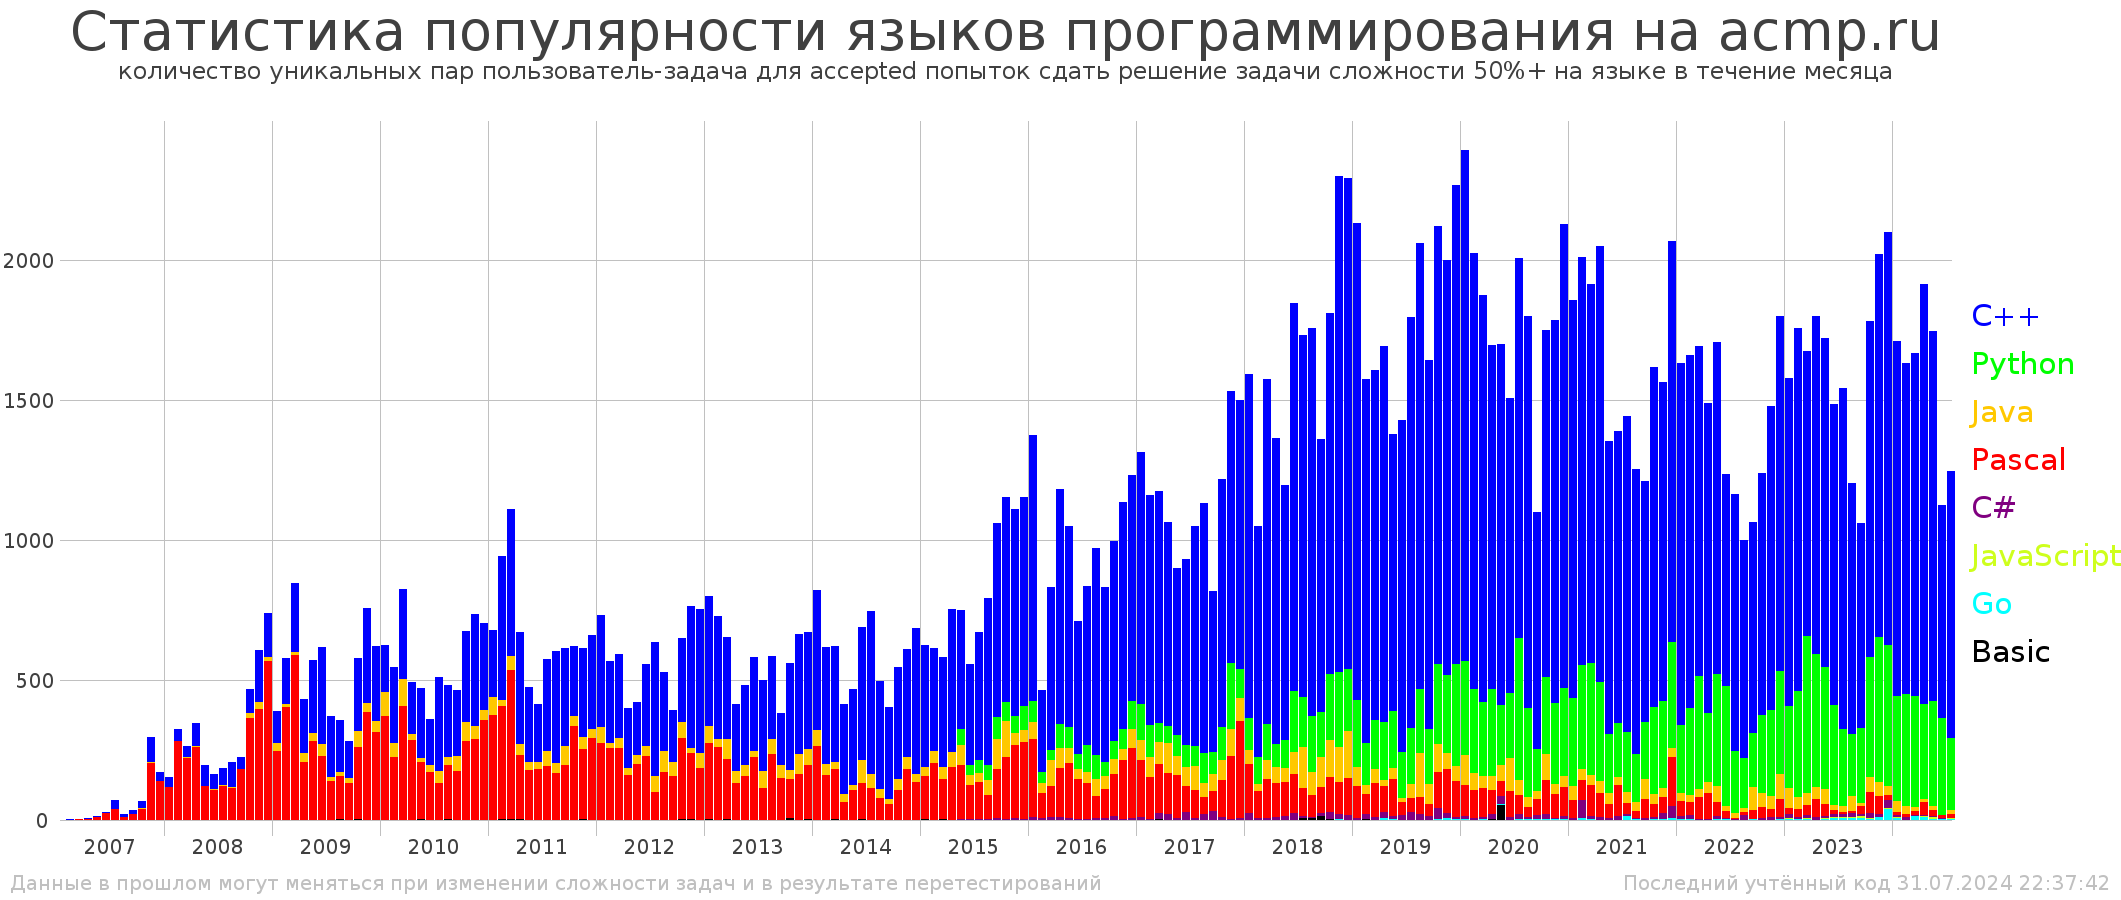 Статистика популярности языков программирования на acmp.ru
количество уникальных пар пользователь-задача для accepted попыток сдать решение задачи сложности 50%+ на языке в течение месяца
2000
1500
1000
500
0
C++
Python
Java
Pascal
C#
JavaScript
Go
Basic
2007 2008 2009 2010 2011 2012 2013 2014 2015 2016 2017 2018 2019 2020 2021 2022 2023
Данные в прошлом могут меняться при изменении сложности задач и в результате перетестирований
Последний учтённый код 31.07.2024 22:37:42